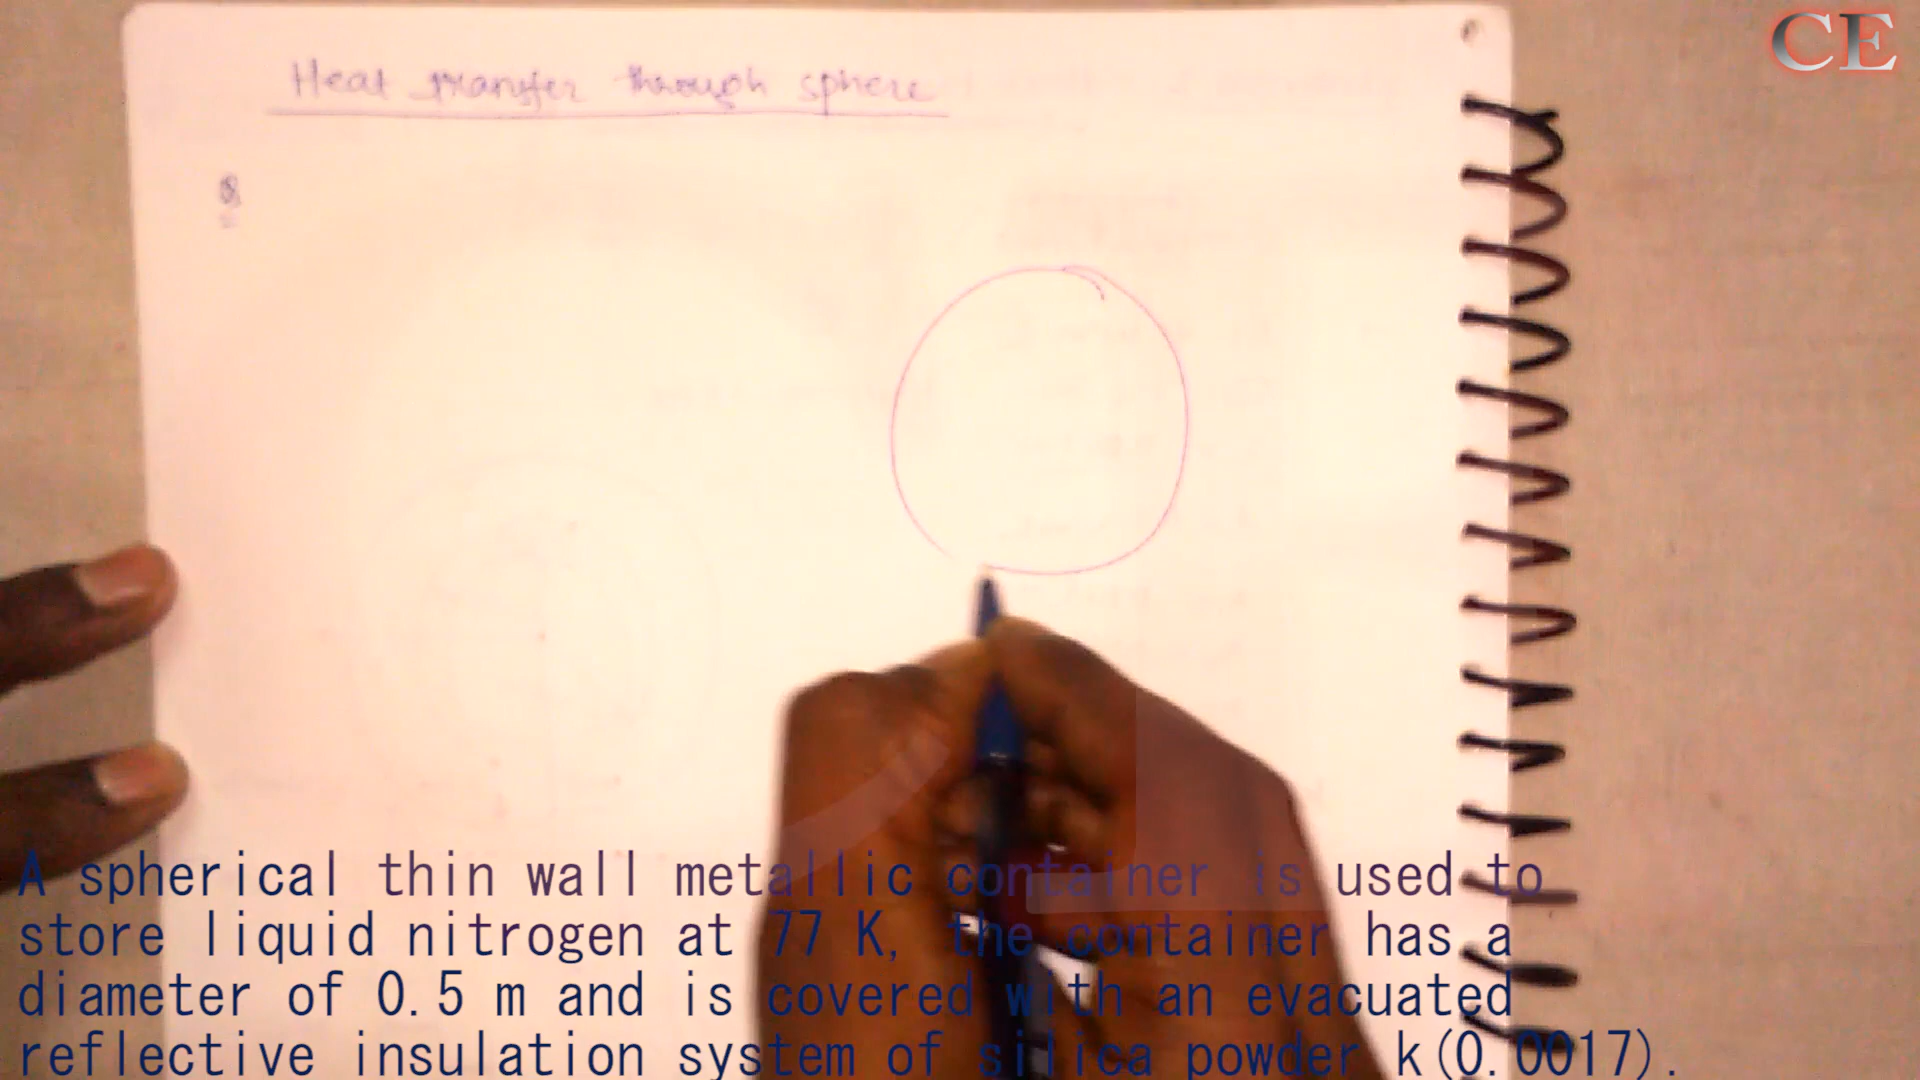 CE
Heat transfer through sphere
Q
A spherical thin wall metallic container is used to
store liquid nitrogen at 77 K, the container has a
diameter of 0.5 m and is covered with an evacuated
reflective insulation system of silica powder k(0.0017).